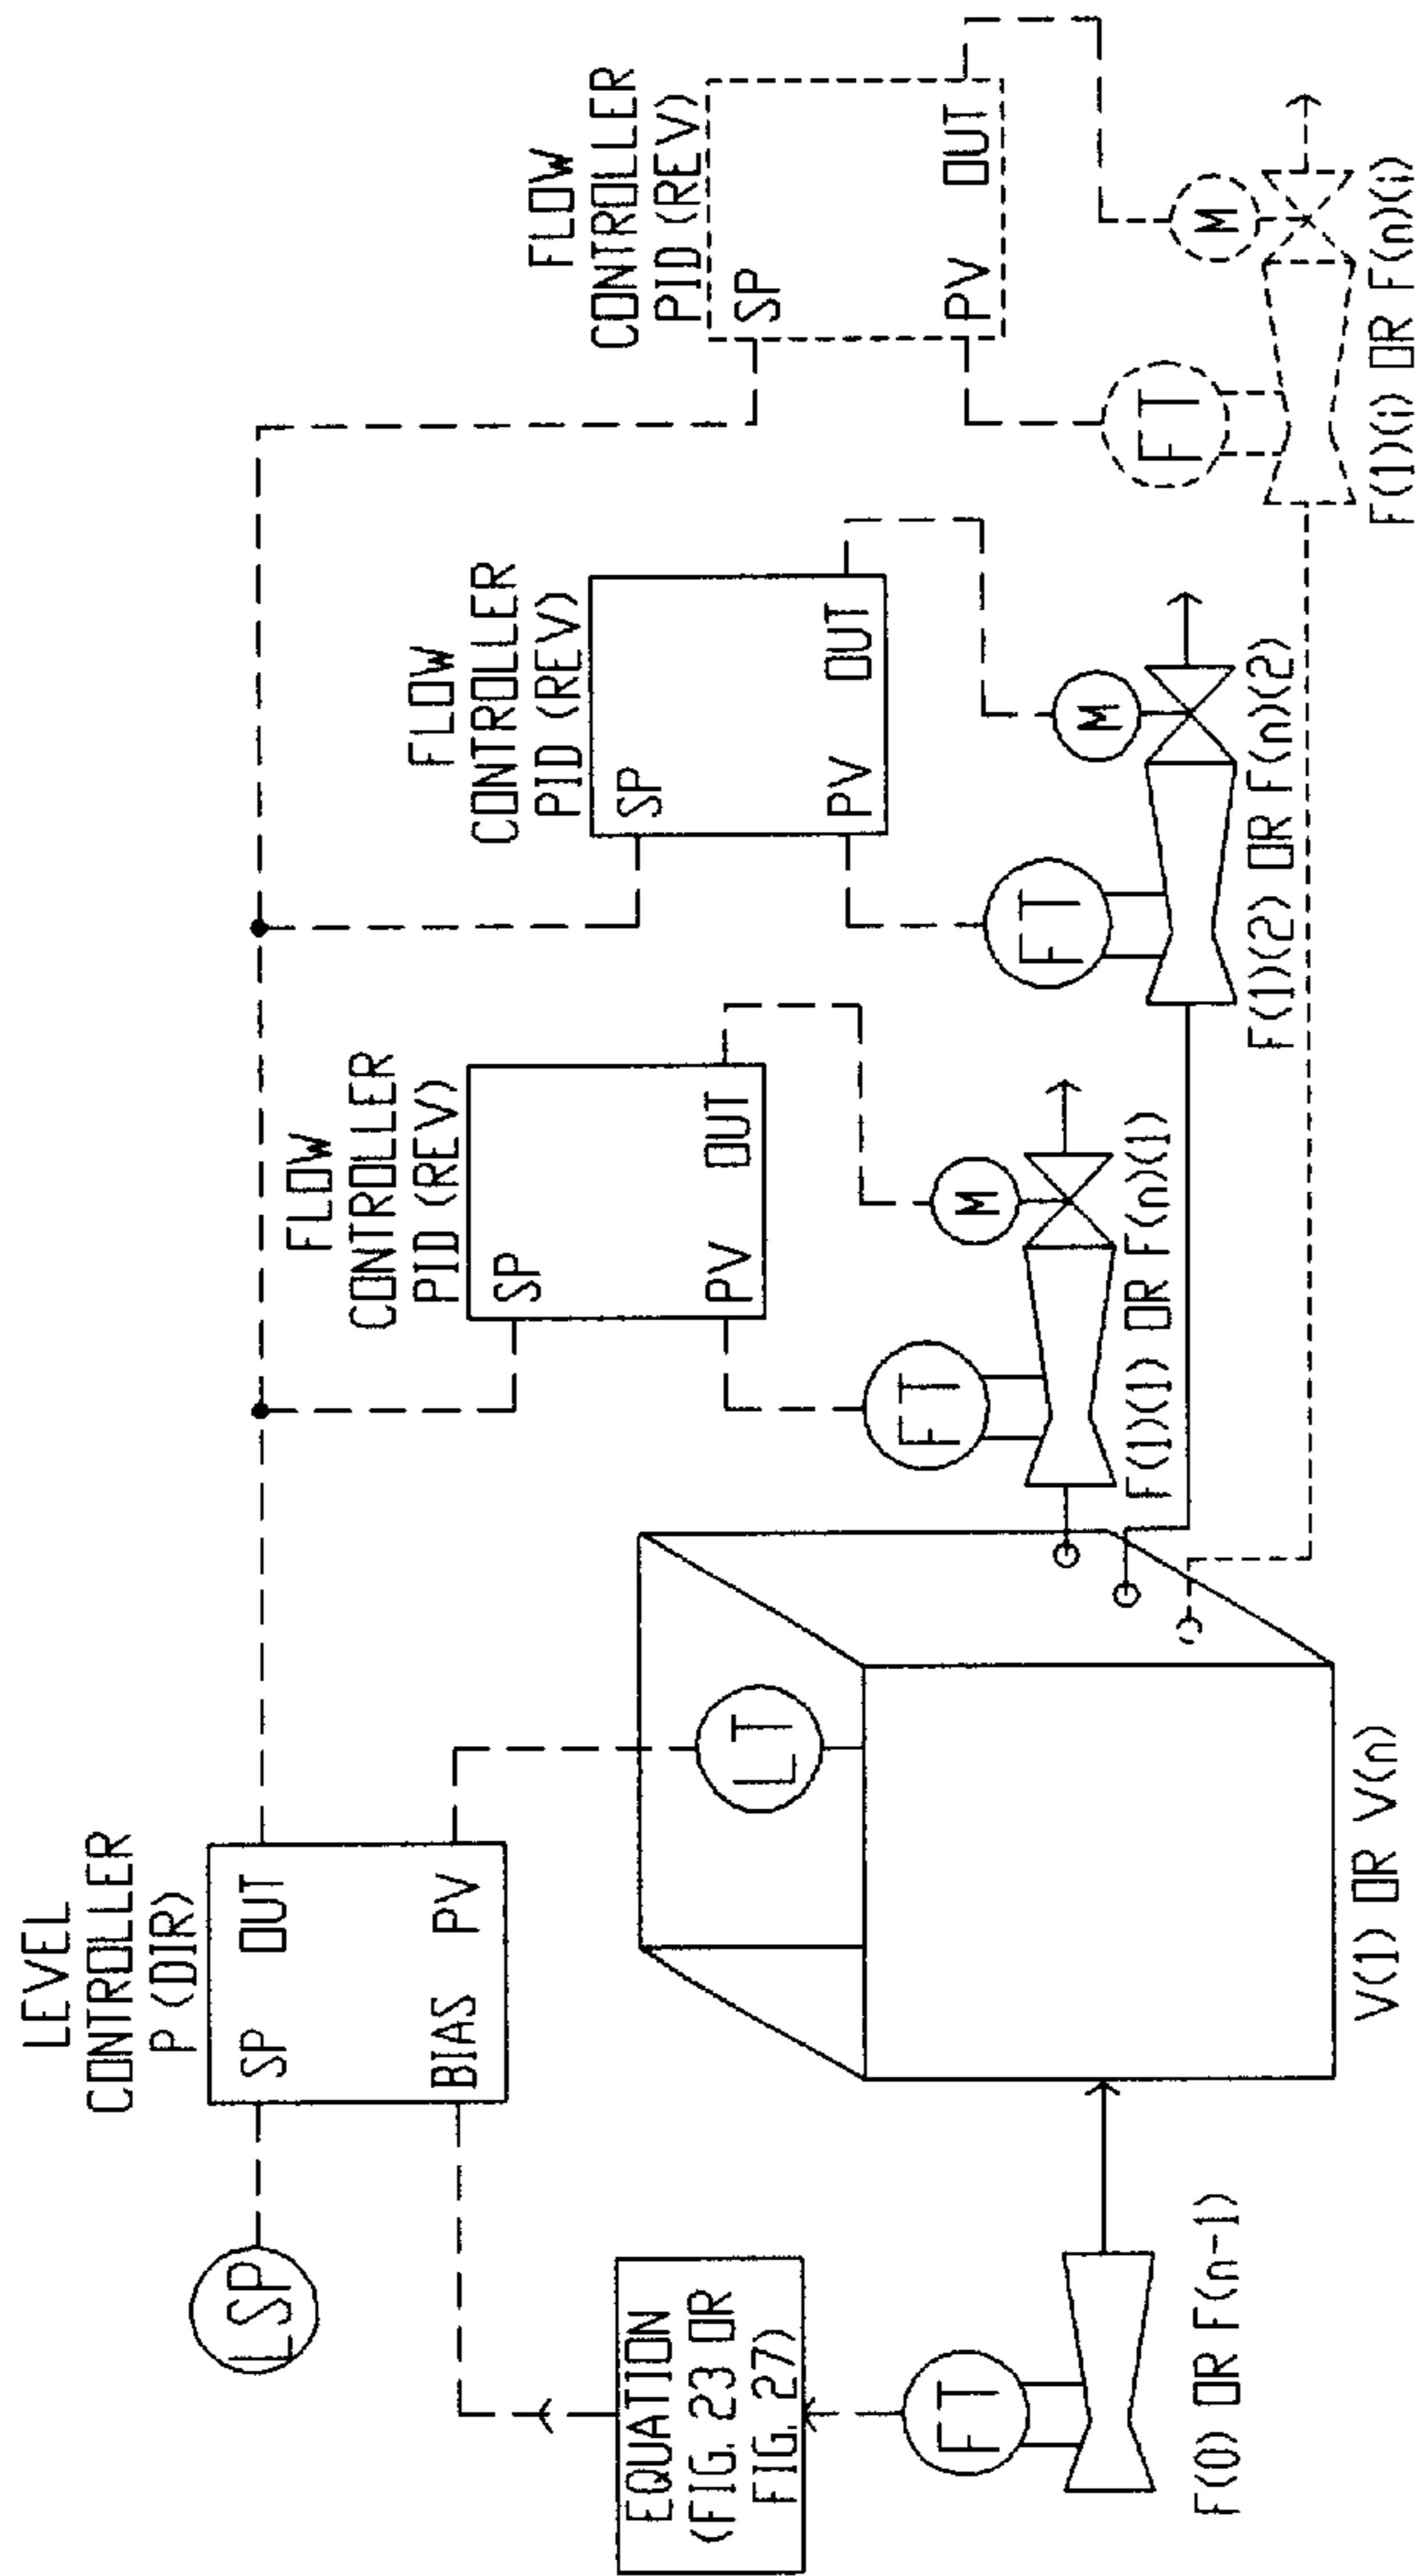 LSP
LEVEL
CONTROLLER
P (DIR)
SP OUT
BIAS PV
EQUATION
(FIG. 23 OR
FIG. 27)
FT
F(0) OR F(n-1)
LT
V(1) OR V(n)
FLOW
CONTROLLER
PID (REV)
SP
PV OUT
FT
M
F(1)(1) OR F(n)(1)
FLOW
CONTROLLER
PID (REV)
SP
PV OUT
FT
M
F(1)(2) OR F(n)(2)
FLOW
CONTROLLER
PID (REV)
SP
PV OUT
FT
M
F(1)(i) OR F(n)(i)